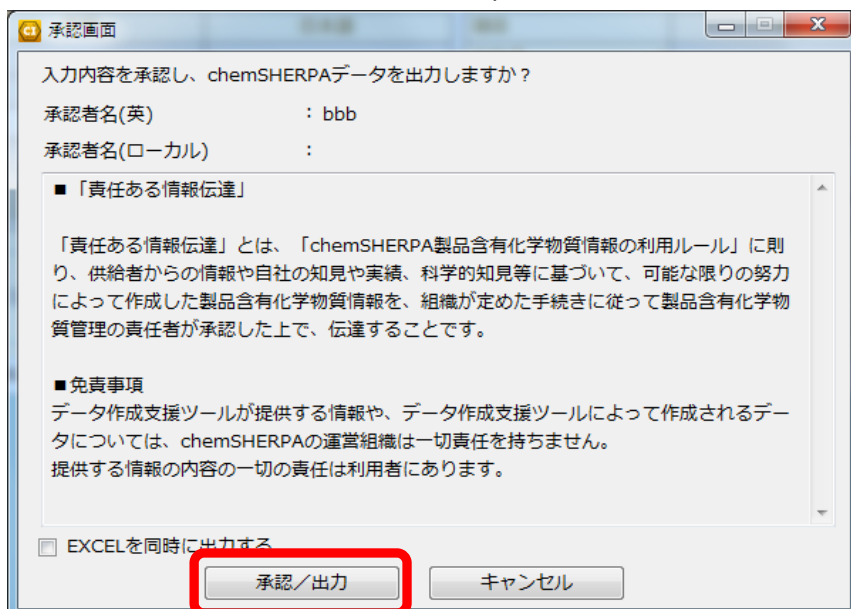 承認画面
入力内容を承認し、chemSHERPAデータを出力しますか？
承認者名(英) ：bbb
承認者名(ローカル) ：
■「責任ある情報伝達」
「責任ある情報伝達」とは、「chemSHERPA製品含有化学物質情報の利用ルール」に則
り、供給者からの情報や自社の知見や実績、科学的知見等に基づいて、可能な限りの努力
によって作成した製品含有化学物質情報を、組織が定めた手続きに従って製品含有化学物
質管理の責任者が承認した上で、伝達することです。
■免責事項
データ作成支援ツールが提供する情報や、データ作成支援ツールによって作成されるデー
タについては、chemSHERPAの運営組織は一切責任を持ちません。
提供する情報の内容の一切の責任は利用者にあります。
EXCELを同時に出力する
承認／出力 キャンセル